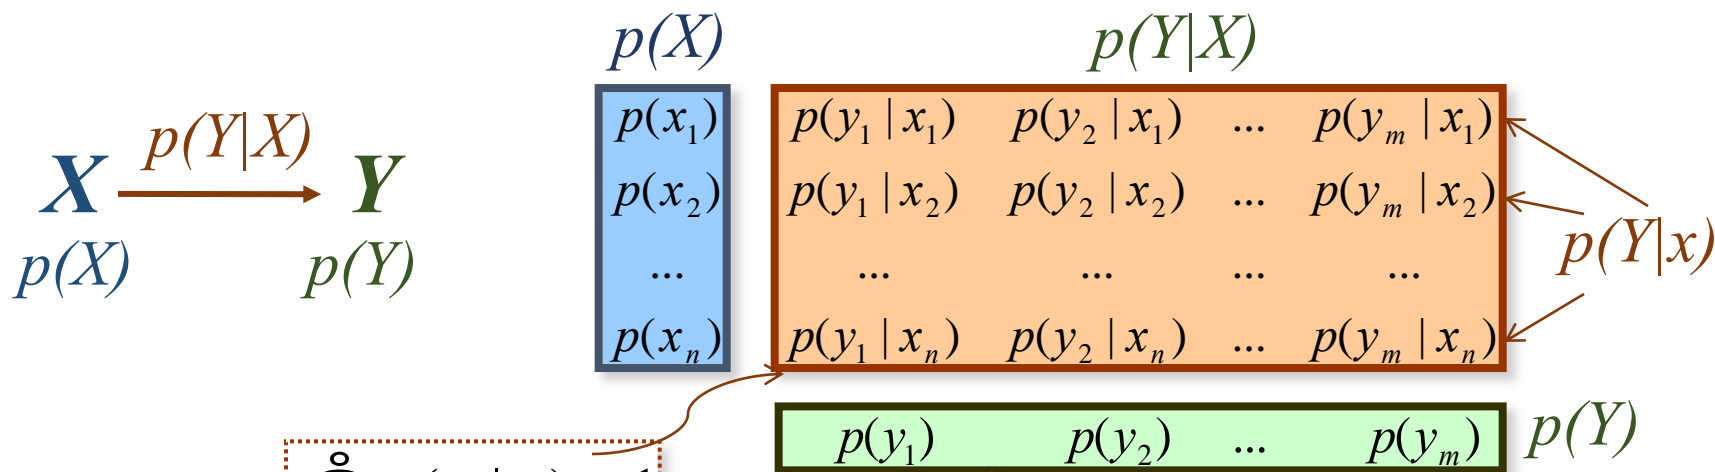 p(X) p(Y|X)
p(Y|X)
X Y
p(X) p(Y)
p(x₁) p(y₁ | x₁) p(y₂ | x₁) ... p(yₘ | x₁)
p(x₂) p(y₁ | x₂) p(y₂ | x₂) ... p(yₘ | x₂)
... ... ... ... ...
p(xₙ) p(y₁ | xₙ) p(y₂ | xₙ) ... p(yₘ | xₙ)
p(Y|x)
p(y₁) p(y₂) ... p(yₘ) p(Y)